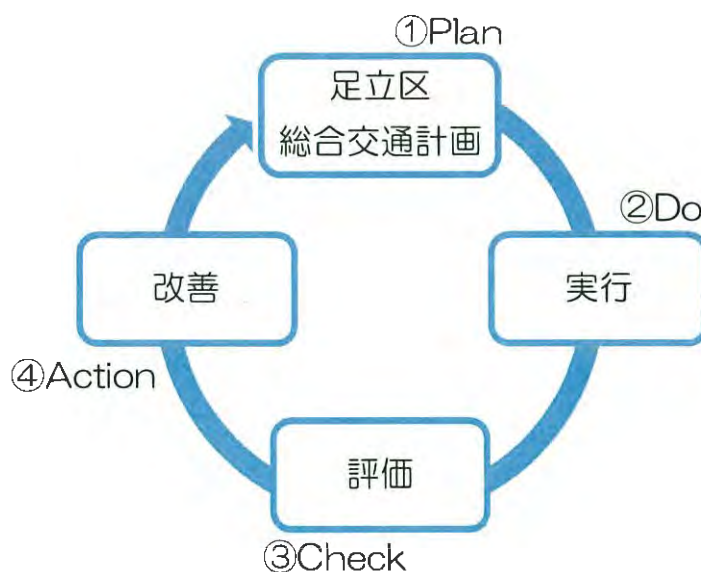 ①Plan
足立区
総合交通計画
②Do
実行
③Check
評価
④Action
改善